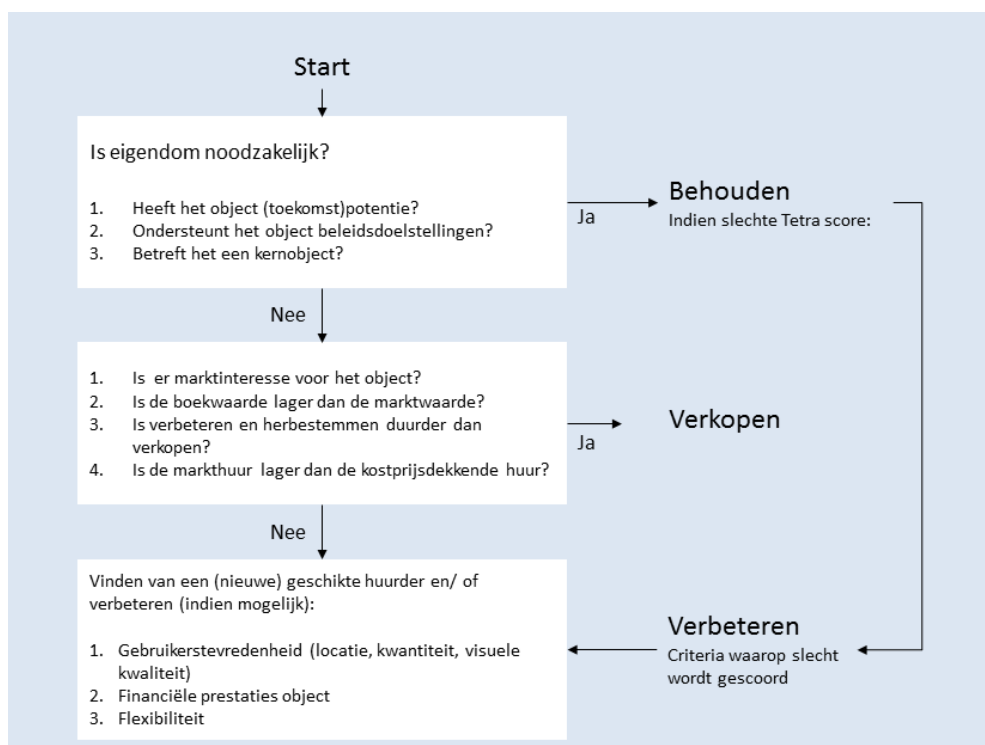 Start
Is eigendom noodzakelijk?
1. Heeft het object (toekomst)potentie?
2. Ondersteunt het object beleidsdoelstellingen?
3. Betreft het een kernobject?
Ja
Behouden
Indien slechte Tetra score:
Nee
1. Is er marktinteresse voor het object?
2. Is de boekwaarde lager dan de marktwaarde?
3. Is verbeteren en herbestemmen duurder dan
verkopen?
4. Is de markthuur lager dan de kostprijsdekkende huur?
Ja
Verkopen
Nee
Vinden van een (nieuwe) geschikte huurder en/ of
verbeteren (indien mogelijk):
1. Gebruikerstevredenheid (locatie, kwantiteit, visuele
kwaliteit)
2. Financiële prestaties object
3. Flexibiliteit
Verbeteren
Criteria waarop slecht
wordt gescoord